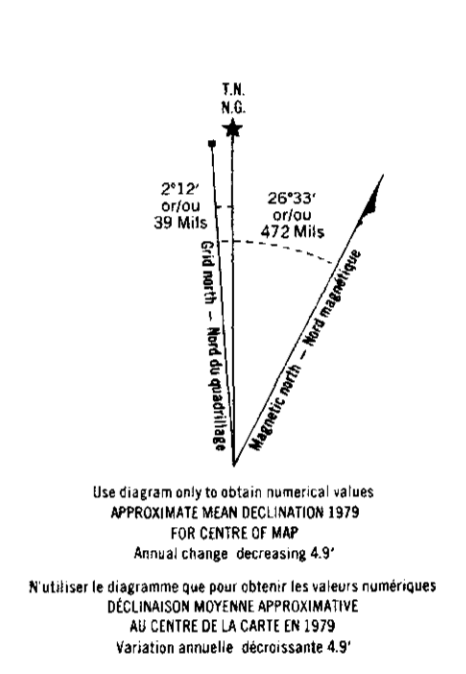 T.N.
N.G.
2°12'
or/ou
39 Mils
26°33'
or/ou
472 Mils
Grid north – Nord du quadrillage
Magnetic north – Nord magnétique
Use diagram only to obtain numerical values
APPROXIMATE MEAN DECLINATION 1979
FOR CENTRE OF MAP
Annual change decreasing 4.9'
N'utiliser le diagramme que pour obtenir les valeurs numériques
DÉCLINAISON MOYENNE APPROXIMATIVE
AU CENTRE DE LA CARTE EN 1979
Variation annuelle décroissante 4.9'